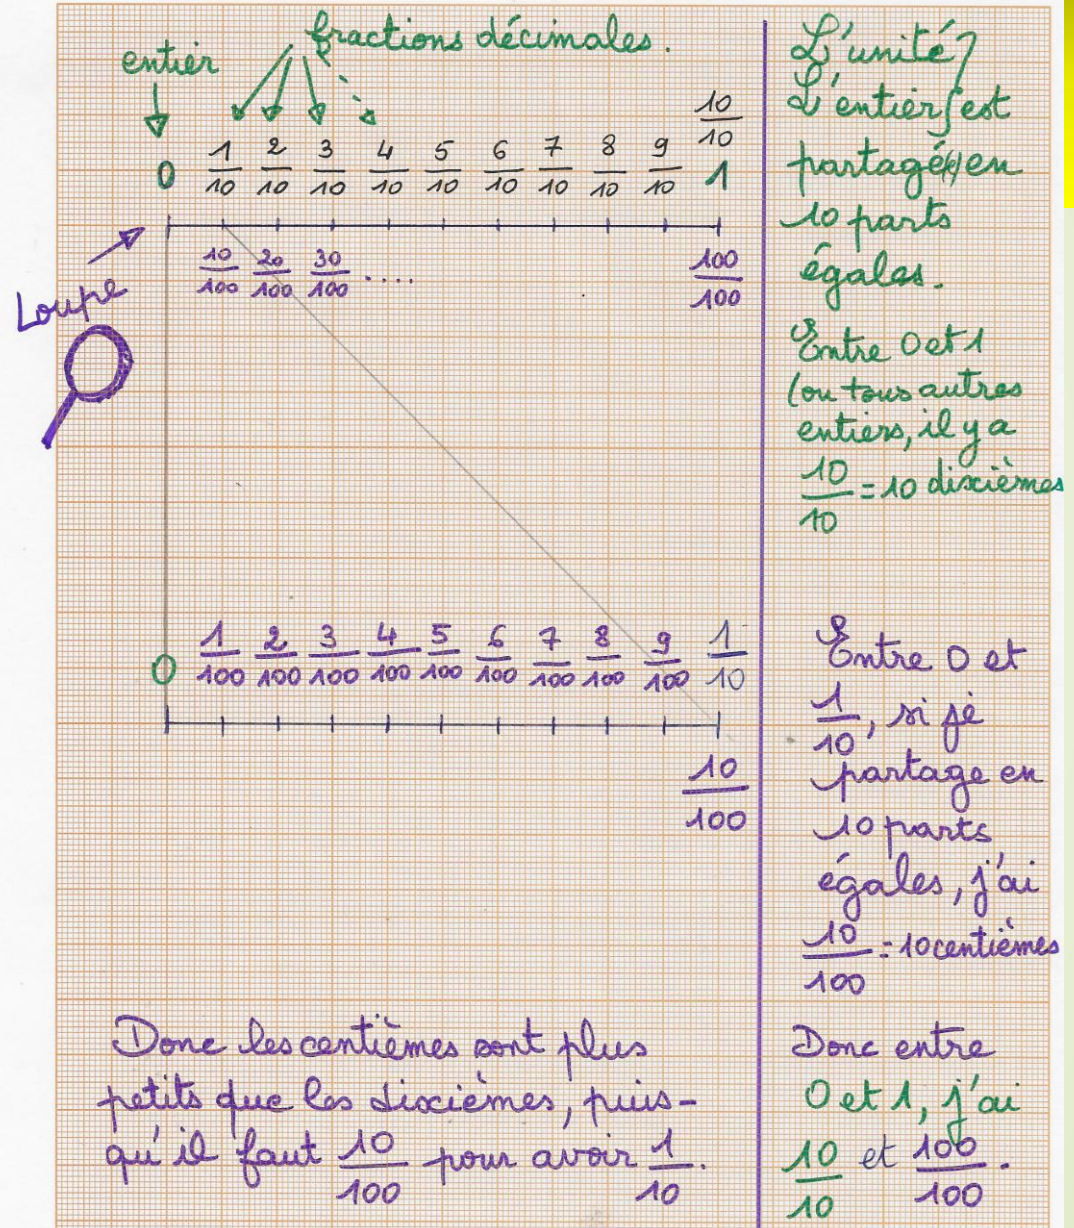 fractions décimales.
entier
10/10
0 1/10 2/10 3/10 4/10 5/10 6/10 7/10 8/10 9/10 1
10/100 20/100 30/100 .... 100/100
Loupe
0 1/100 2/100 3/100 4/100 5/100 6/100 7/100 8/100 9/100 1/10
10/100
Donc les centièmes sont plus
petits que les dixièmes, puis-
qu'il faut 10/100 pour avoir 1/10.
L'unité
L'entier est
partagé(e) en
10 parts
égales.
Entre 0 et 1
(ou tous autres
entiers, il y a
10/10 = 10 dixièmes
Entre 0 et
1/10, si je
partage en
10 parts
égales, j'ai
10/100 = 10 centièmes
Donc entre
0 et 1, j'ai
10/10 et 100/100.